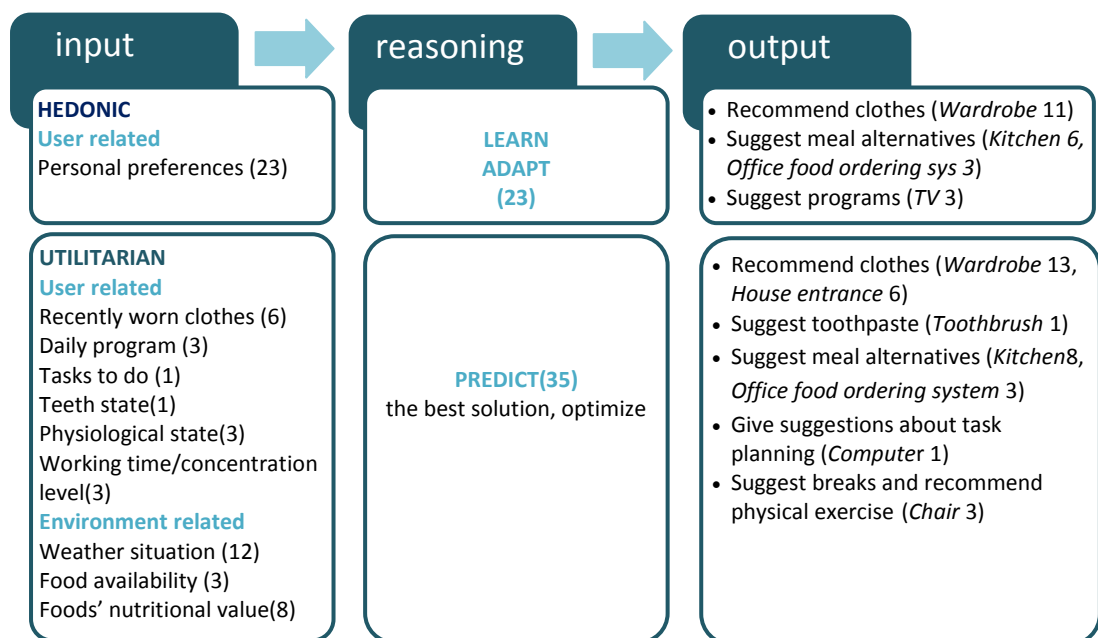 input
reasoning
output
HEDONIC
User related
Personal preferences (23)
LEARN
ADAPT
(23)
• Recommend clothes (Wardrobe 11)
• Suggest meal alternatives (Kitchen 6,
Office food ordering sys 3)
• Suggest programs (TV 3)
UTILITARIAN
User related
Recently worn clothes (6)
Daily program (3)
Tasks to do (1)
Teeth state(1)
Physiological state(3)
Working time/concentration
level(3)
Environment related
Weather situation (12)
Food availability (3)
Foods’ nutritional value(8)
PREDICT(35)
the best solution, optimize
• Recommend clothes (Wardrobe 13,
House entrance 6)
• Suggest toothpaste (Toothbrush 1)
• Suggest meal alternatives (Kitchen8,
Office food ordering system 3)
• Give suggestions about task
planning (Computer 1)
• Suggest breaks and recommend
physical exercise (Chair 3)